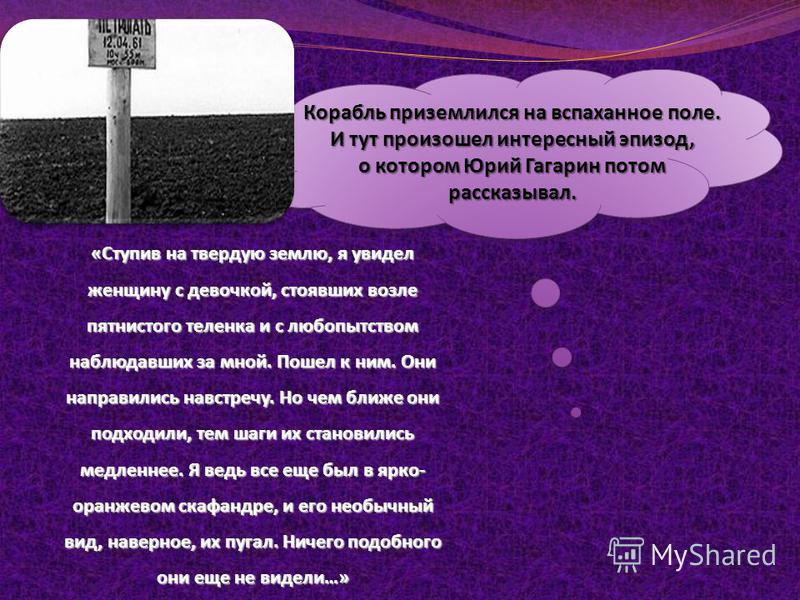 НЕ ТРОГАТЬ
12.04.61
10ч 55м
мос
Корабль приземлился на вспаханное поле.
И тут произошел интересный эпизод,
о котором Юрий Гагарин потом
рассказывал.
«Ступив на твердую землю, я увидел
женщину с девочкой, стоявших возле
пятнистого теленка и с любопытством
наблюдавших за мной. Пошел к ним. Они
направились навстречу. Но чем ближе они
подходили, тем шаги их становились
медленнее. Я ведь все еще был в ярко-
оранжевом скафандре, и его необычный
вид, наверное, их пугал. Ничего подобного
они еще не видели…»
MyShared